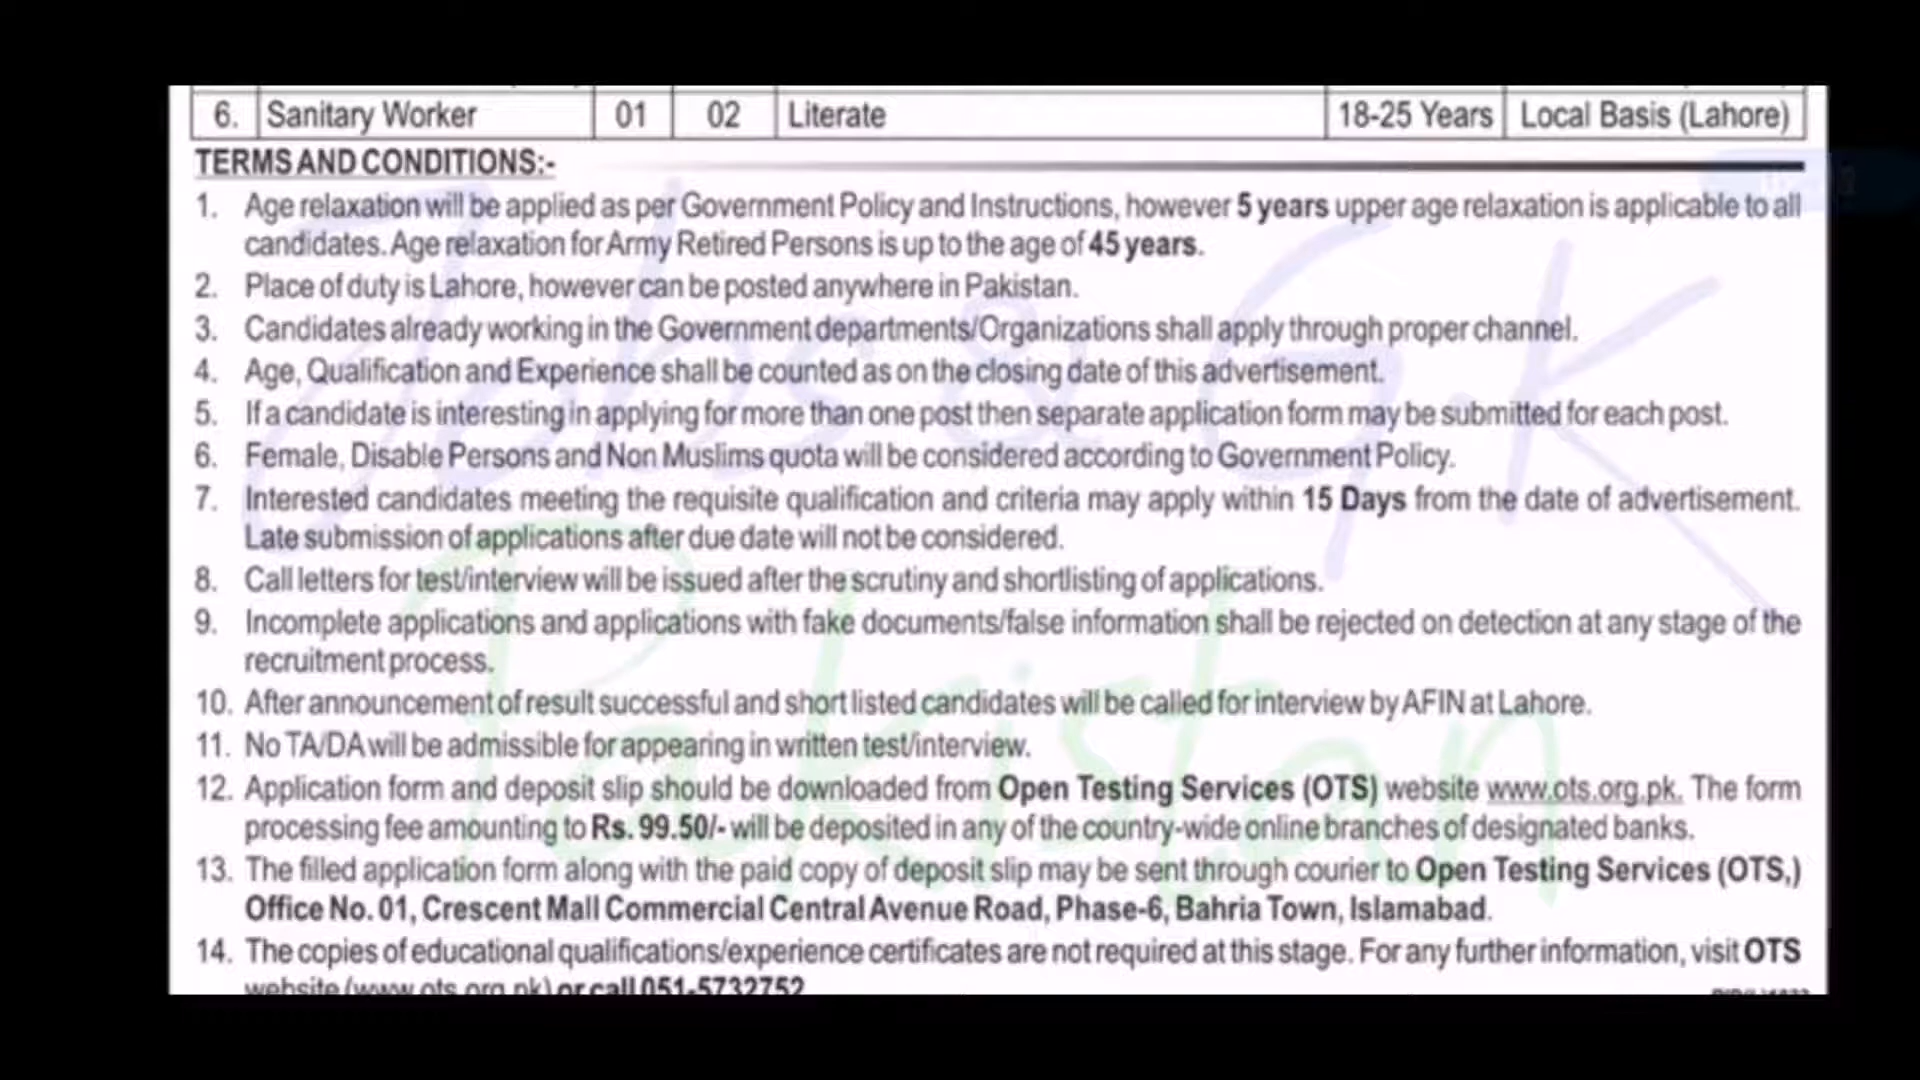 6. Sanitary Worker 01 02 Literate 18-25 Years Local Basis (Lahore)
TERMS AND CONDITIONS:-
1. Age relaxation will be applied as per Government Policy and Instructions, however 5 years upper age relaxation is applicable to all
candidates. Age relaxation for Army Retired Persons is up to the age of 45 years.
2. Place of duty is Lahore, however can be posted anywhere in Pakistan.
3. Candidates already working in the Government departments/Organizations shall apply through proper channel.
4. Age, Qualification and Experience shall be counted as on the closing date of this advertisement.
5. If a candidate is interesting in applying for more than one post then separate application form may be submitted for each post.
6. Female, Disable Persons and Non Muslims quota will be considered according to Government Policy.
7. Interested candidates meeting the requisite qualification and criteria may apply within 15 Days from the date of advertisement.
Late submission of applications after due date will not be considered.
8. Call letters for test/interview will be issued after the scrutiny and shortlisting of applications.
9. Incomplete applications and applications with fake documents/false information shall be rejected on detection at any stage of the
recruitment process.
10. After announcement of result successful and short listed candidates will be called for interview by AFIN at Lahore.
11. No TA/DA will be admissible for appearing in written test/interview.
12. Application form and deposit slip should be downloaded from Open Testing Services (OTS) website www.ots.org.pk. The form
processing fee amounting to Rs. 99.50/- will be deposited in any of the country-wide online branches of designated banks.
13. The filled application form along with the paid copy of deposit slip may be sent through courier to Open Testing Services (OTS,)
Office No. 01, Crescent Mall Commercial Central Avenue Road, Phase-6, Bahria Town, Islamabad.
14. The copies of educational qualifications/experience certificates are not required at this stage. For any further information, visit OTS
website (www.ots.org.pk) or call 051-5732752
Jobs & G.K
Pakistan